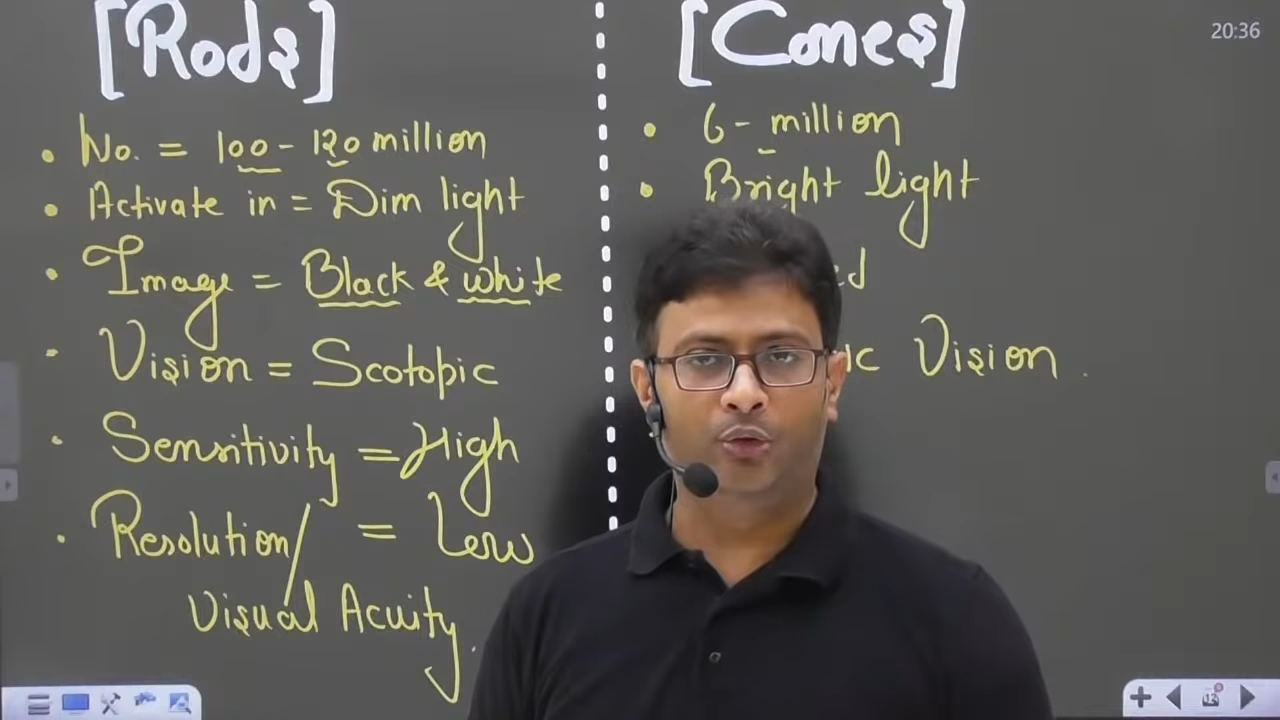 [Rods]
• No. = 100 - 120 million
• Activate in = Dim light
• Image = Black & white
• Vision = Scotopic
• Sensitivity = High
• Resolution/ = Low
Visual Acuity.
[Cones]
• 6 - million
• Bright light
Vision.
20:36
12